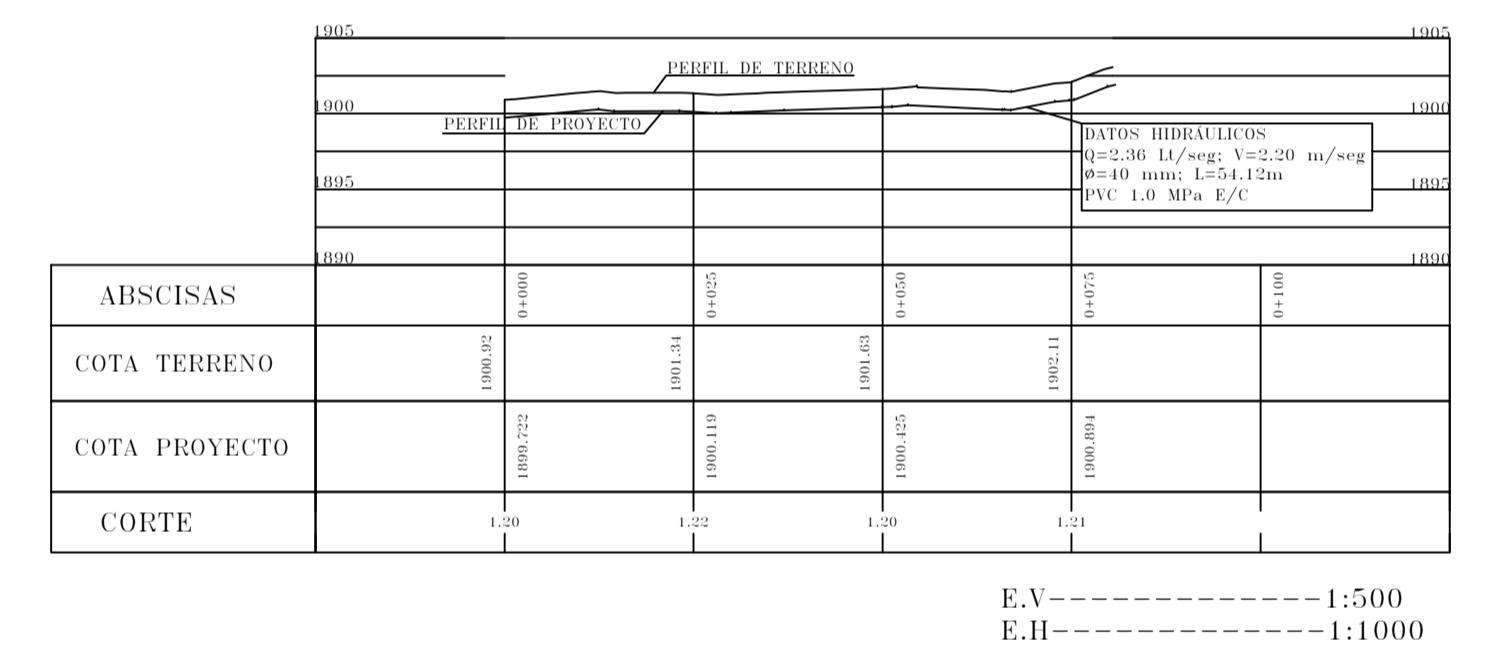 1905 1905
PERFIL DE TERRENO
1900 1900
PERFIL DE PROYECTO
DATOS HIDRÁULICOS
Q=2.36 Lt/seg; V=2.20 m/seg
ø=40 mm; L=54.12m
PVC 1.0 MPa E/C
1895 1895
1890 1890
ABSCISAS 0+000 0+025 0+050 0+075 0+100
COTA TERRENO 1900.92 1901.34 1901.63 1902.11
COTA PROYECTO 1899.722 1900.119 1900.425 1900.894
CORTE 1.20 1.22 1.20 1.21
E.V-------------1:500
E.H-------------1:1000